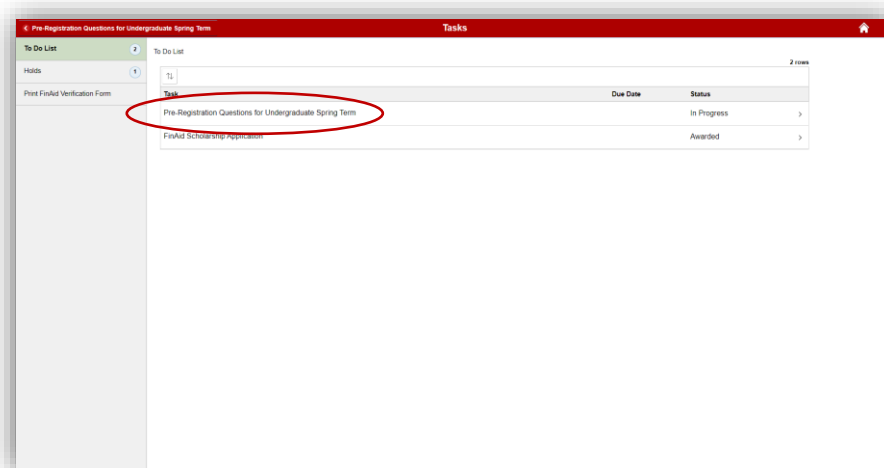 Pre-Registration Questions for Undergraduate Spring Term
Tasks
To Do List 2
Holds 1
Print FinAid Verification Form
To Do List
2 rows
Task Due Date Status
Pre-Registration Questions for Undergraduate Spring Term In Progress
FinAid Scholarship Application Awarded